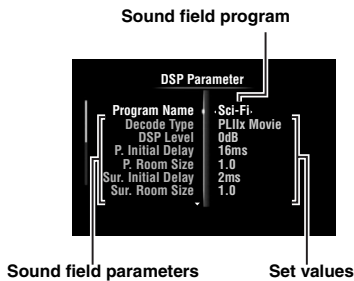 Sound field program
DSP Parameter
Program Name Sci-Fi
Decode Type PLIIx Movie
DSP Level 0dB
P. Initial Delay 16ms
P. Room Size 1.0
Sur. Initial Delay 2ms
Sur. Room Size 1.0
Sound field parameters Set values